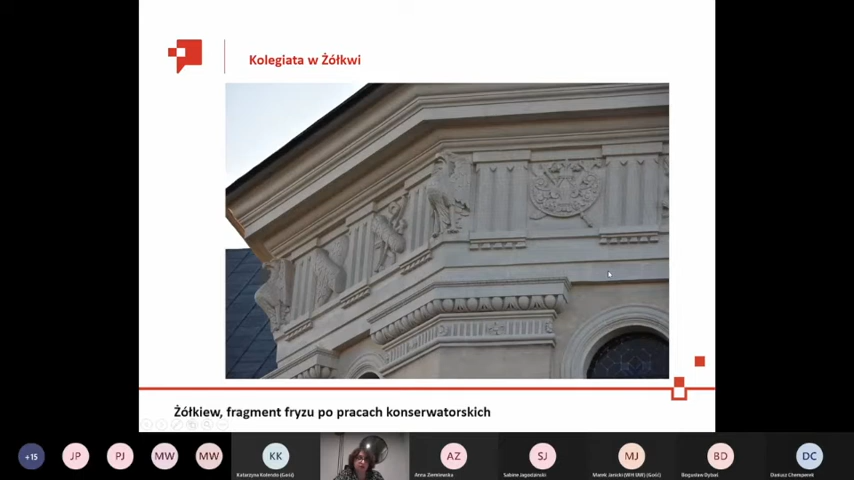 Kolegiata w Żółkwi
Żółkiew, fragment fryzu po pracach konserwatorskich
+15
JP
PJ
MW
MW
KK
AZ
SJ
MJ
BD
DC
Katarzyna Kolendo (Gość)
Anna Ziemlewska
Sabine Jagodzinski
Marek Janicki (WH UW) (Gość)
Bogusław Dybaś
Dariusz Chemperek